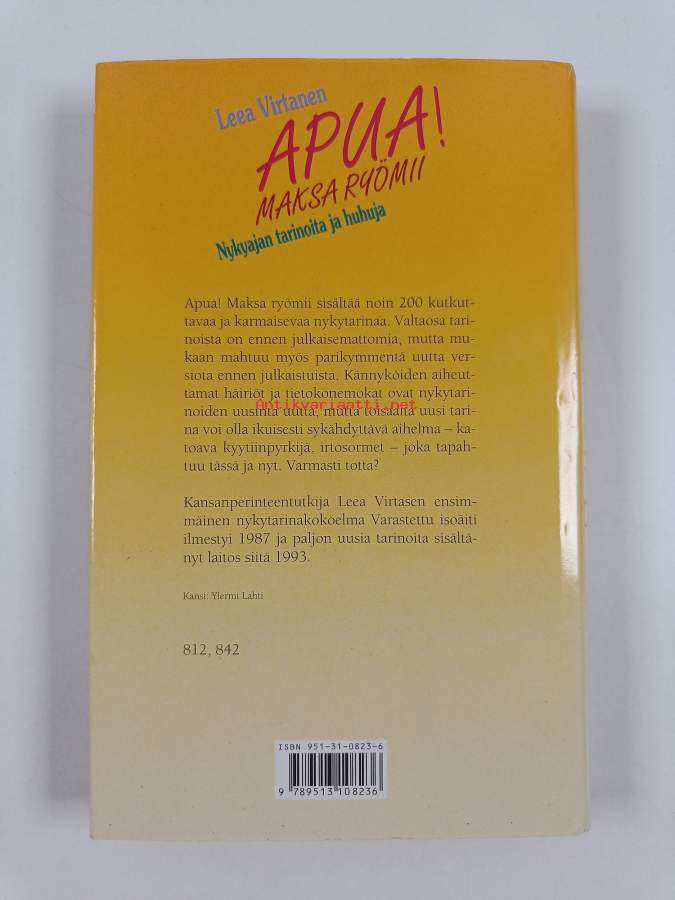 Leea Virtanen
APUA!
MAKSA RYÖMII
Nykyajan tarinoita ja huhuja
Apua! Maksa ryömii sisältää noin 200 kutkut-
tavaa ja karmaisevaa nykytarinaa. Valtaosa tari-
noista on ennen julkaisemattomia, mutta mu-
kaan mahtuu myös parikymmentä uutta ver-
siota ennen julkaistuista. Kännyköiden aiheut-
tamat häiriöt ja tietokonemokat ovat nykytari-
noiden uusinta uutta, mutta toisaalta uusi tari-
Antikvariaatti.net
na voi olla ikuisesti sykähdyttävä aihelma – ka-
toava kyytiinpyrkijä, irtosormet – joka tapah-
tuu tässä ja nyt. Varmasti totta?
Kansanperinteentutkija Leea Virtasen ensim-
mäinen nykytarinakokoelma Varastettu isoäiti
ilmestyi 1987 ja paljon uusia tarinoita sisältä-
nyt laitos siitä 1993.
Kansi: Ylermi Lahti
812, 842
ISBN 951-31-0823-6
9 789513 108236